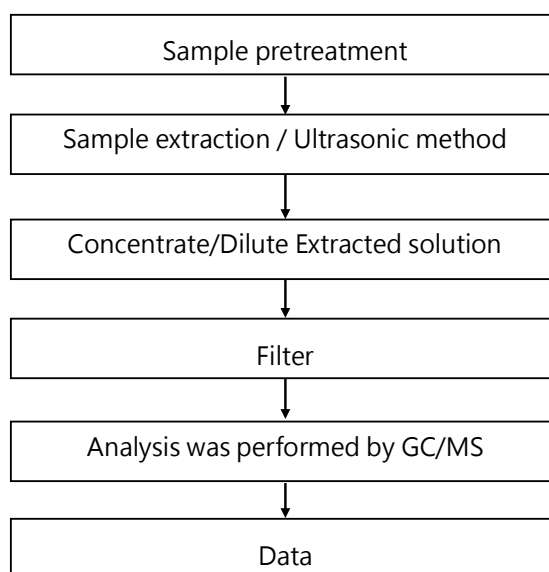 Sample pretreatment
Sample extraction / Ultrasonic method
Concentrate/Dilute Extracted solution
Filter
Analysis was performed by GC/MS
Data